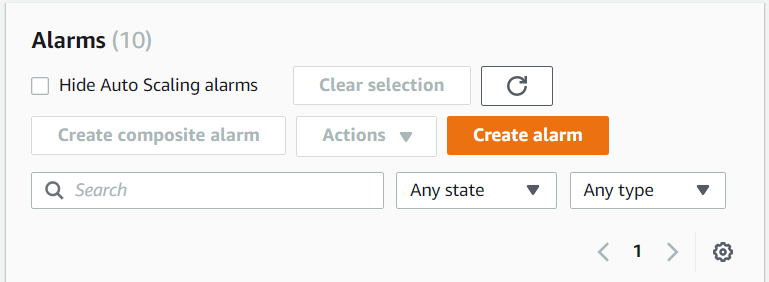 Alarms (10)
Hide Auto Scaling alarms Clear selection
Create composite alarm Actions Create alarm
Search Any state Any type
1